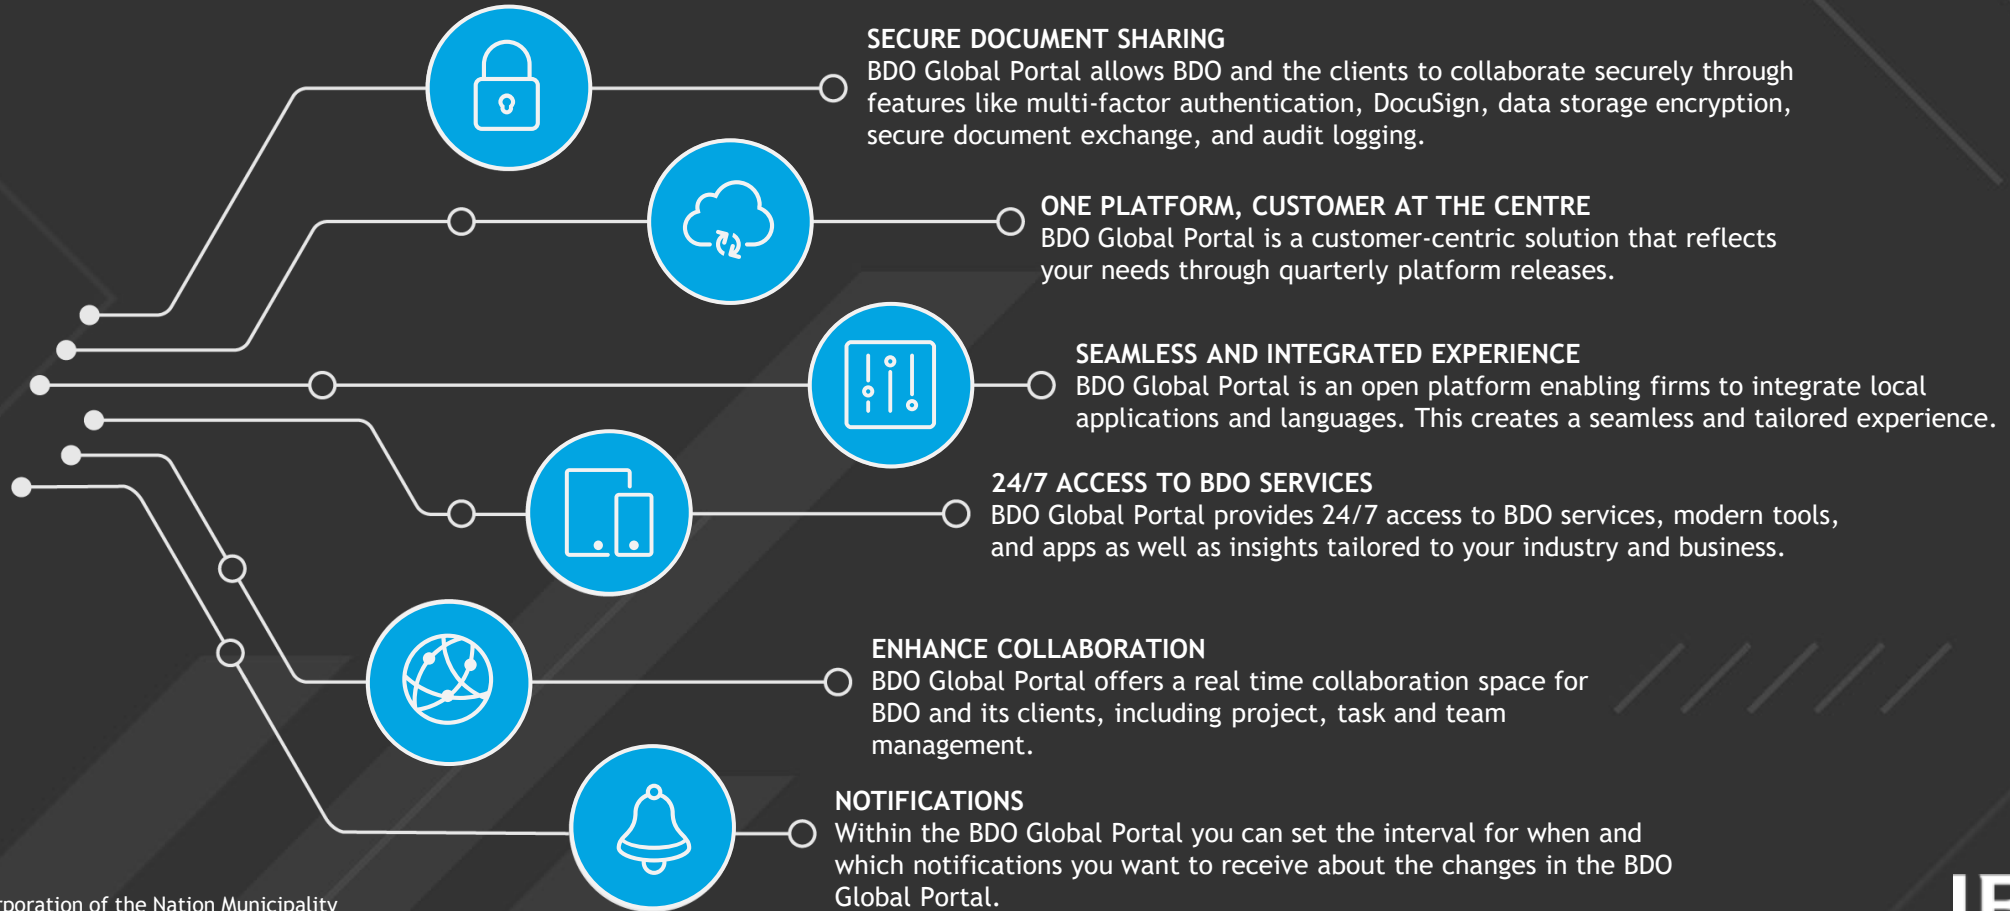 SECURE DOCUMENT SHARING
BDO Global Portal allows BDO and the clients to collaborate securely through
features like multi-factor authentication, DocuSign, data storage encryption,
secure document exchange, and audit logging.
ONE PLATFORM, CUSTOMER AT THE CENTRE
BDO Global Portal is a customer-centric solution that reflects
your needs through quarterly platform releases.
SEAMLESS AND INTEGRATED EXPERIENCE
BDO Global Portal is an open platform enabling firms to integrate local
applications and languages. This creates a seamless and tailored experience.
24/7 ACCESS TO BDO SERVICES
BDO Global Portal provides 24/7 access to BDO services, modern tools,
and apps as well as insights tailored to your industry and business.
ENHANCE COLLABORATION
BDO Global Portal offers a real time collaboration space for
BDO and its clients, including project, task and team
management.
NOTIFICATIONS
Within the BDO Global Portal you can set the interval for when and
which notifications you want to receive about the changes in the BDO
Global Portal.
of the Nation Municipality